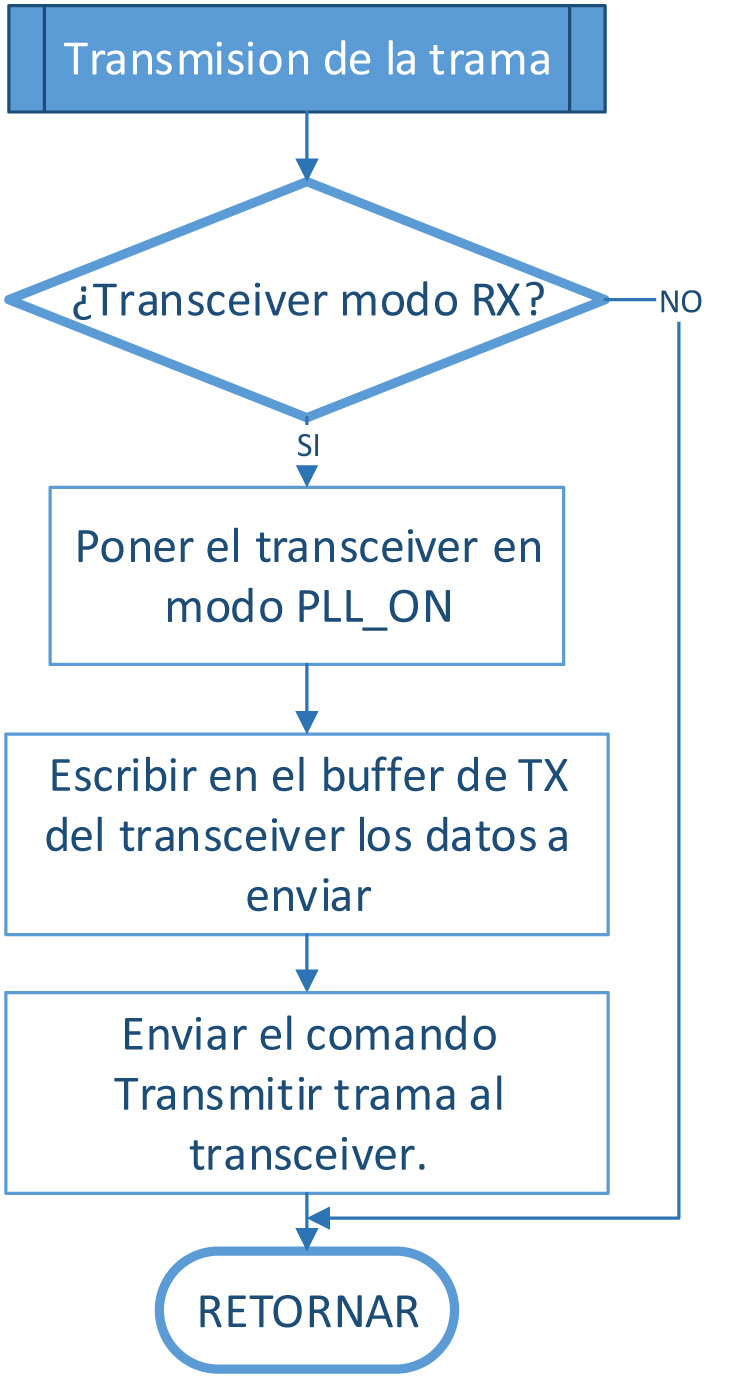 Transmision de la trama
¿Transceiver modo RX?
NO
SI
Poner el transceiver en
modo PLL_ON
Escribir en el buffer de TX
del transceiver los datos a
enviar
Enviar el comando
Transmitir trama al
transceiver.
RETORNAR